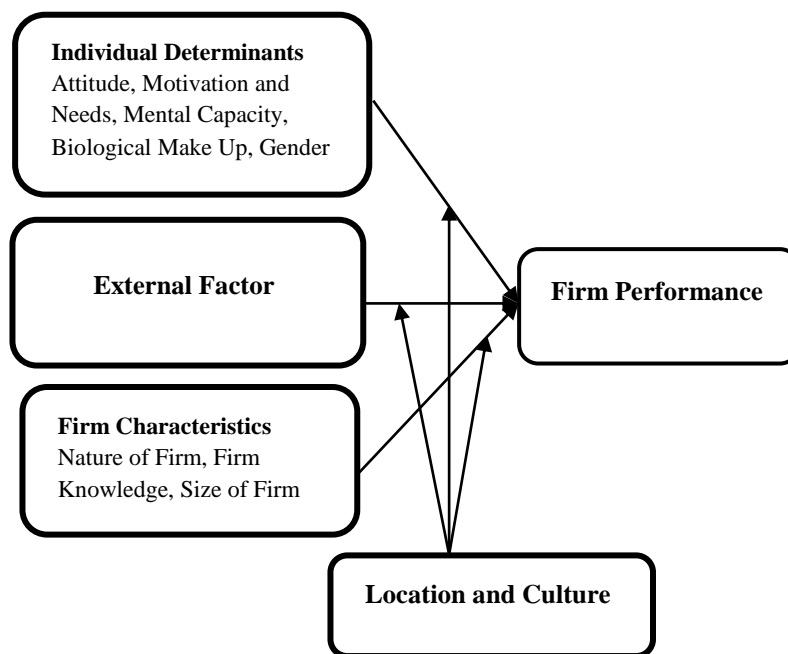 Individual Determinants
Attitude, Motivation and
Needs, Mental Capacity,
Biological Make Up, Gender
External Factor
Firm Performance
Firm Characteristics
Nature of Firm, Firm
Knowledge, Size of Firm
Location and Culture